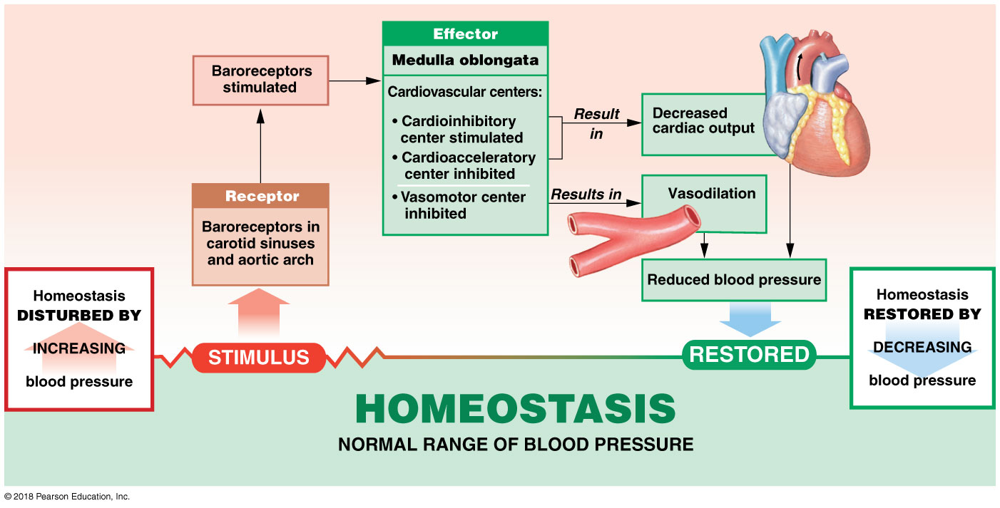 Homeostasis
DISTURBED BY
INCREASING
blood pressure
STIMULUS
Receptor
Baroreceptors in
carotid sinuses
and aortic arch
Baroreceptors
stimulated
Effector
Medulla oblongata
Cardiovascular centers:
• Cardioinhibitory
center stimulated
• Cardioacceleratory
center inhibited
• Vasomotor center
inhibited
Result
in
Decreased
cardiac output
Results in
Vasodilation
Reduced blood pressure
RESTORED
Homeostasis
RESTORED BY
DECREASING
blood pressure
HOMEOSTASIS
NORMAL RANGE OF BLOOD PRESSURE
© 2018 Pearson Education, Inc.